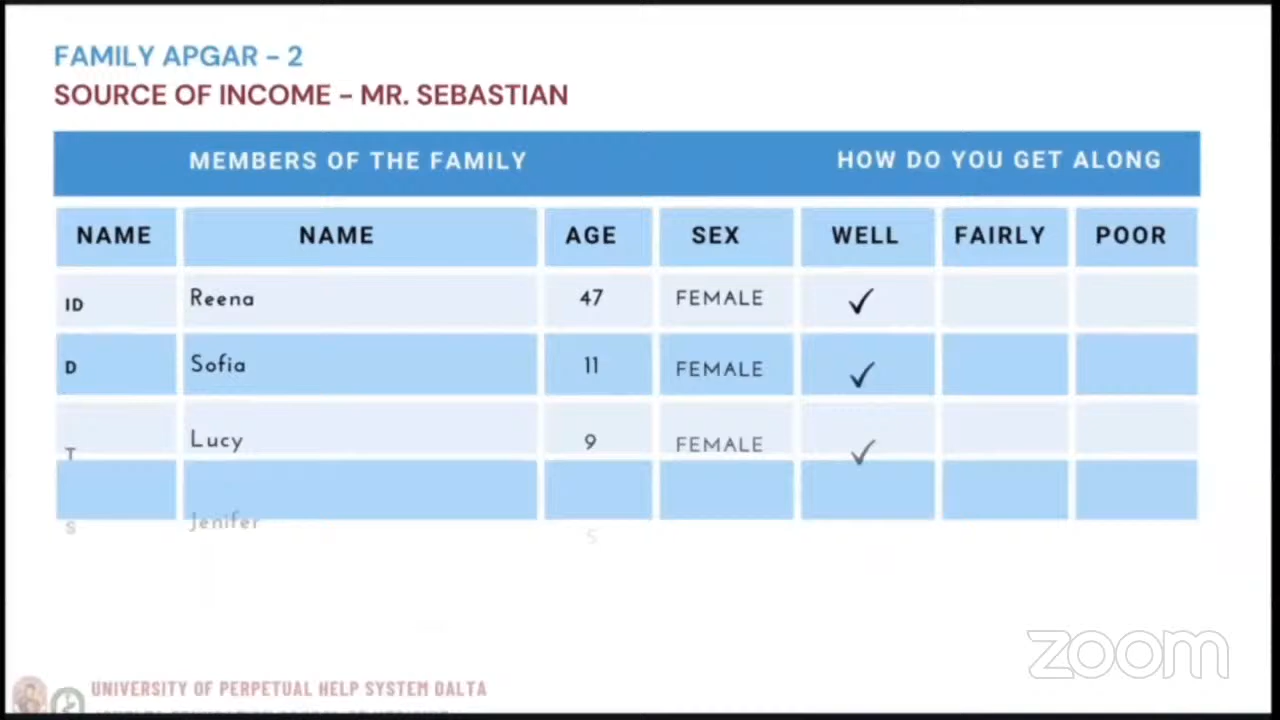 FAMILY APGAR - 2
SOURCE OF INCOME - MR. SEBASTIAN
MEMBERS OF THE FAMILY HOW DO YOU GET ALONG
NAME NAME AGE SEX WELL FAIRLY POOR
ID Reena 47 FEMALE ✓
D Sofia 11 FEMALE ✓
T Lucy 9 FEMALE ✓
S Jenifer 5
zoom
UNIVERSITY OF PERPETUAL HELP SYSTEM DALTA